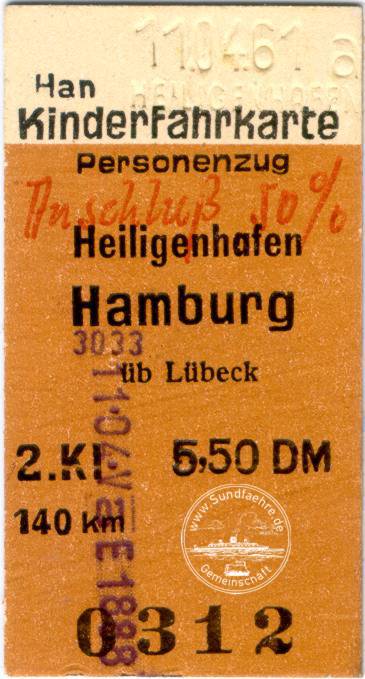 11.04.61 a
HEILIGENHAFEN
Han
Kinderfahrkarte
Personenzug
Anschluß 50%
Heiligenhafen
Hamburg
3033
üb Lübeck
2.Kl 5,50 DM
140 km
www.Sundfaehre.de
Gemeinschaft
0312